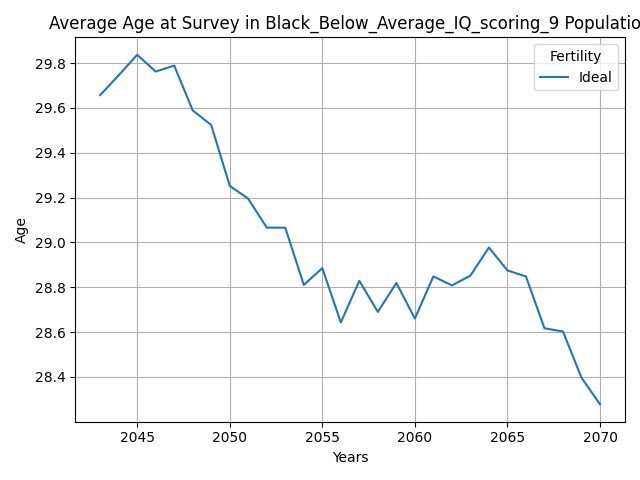 Average Age at Survey in Black_Below_Average_IQ_scoring_9 Populatio
Fertility
Ideal
29.8
29.6
29.4
29.2
29.0
28.8
28.6
28.4
Age
2045 2050 2055 2060 2065 2070
Years